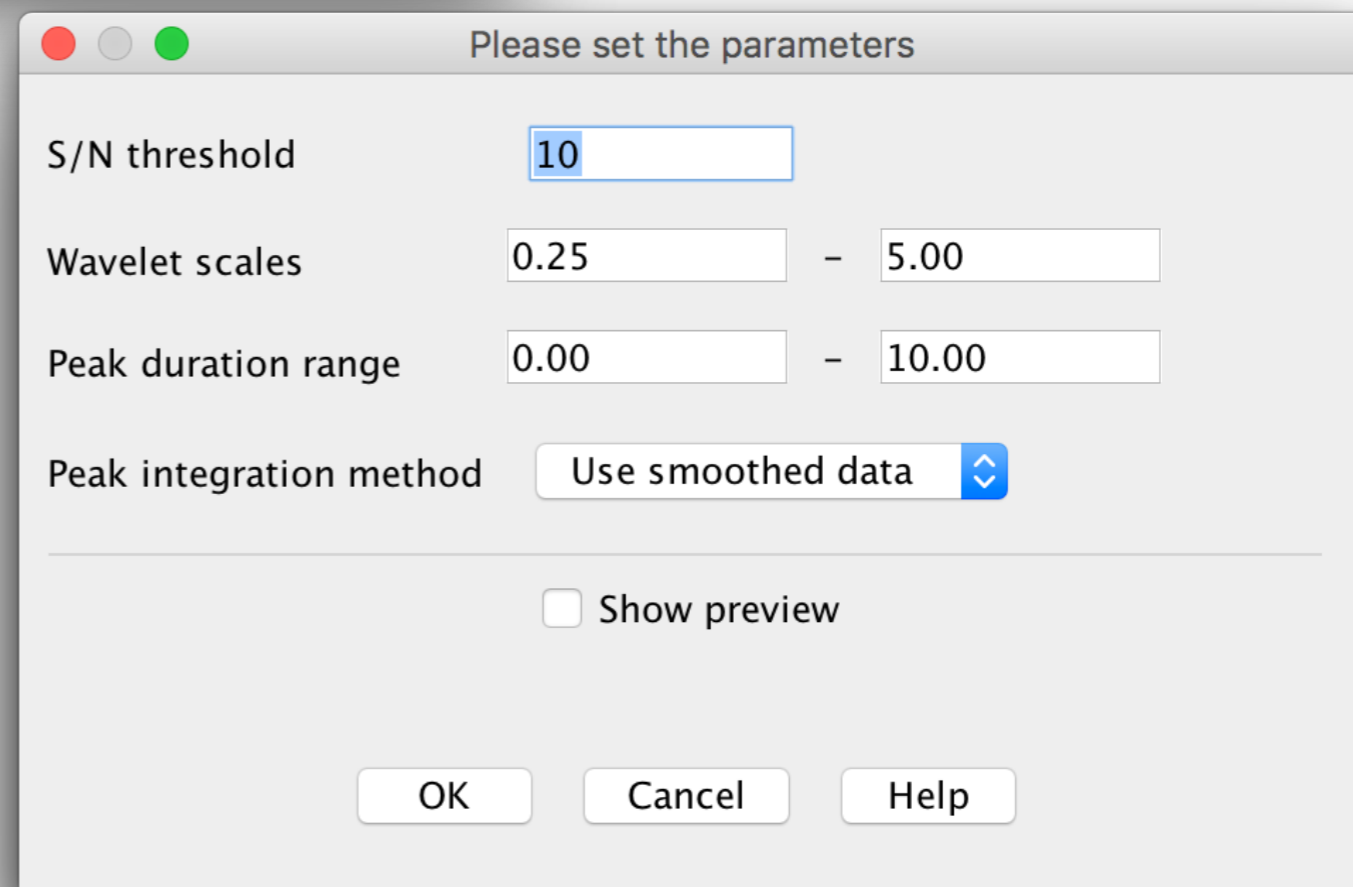 Please set the parameters
S/N threshold 10
Wavelet scales 0.25 – 5.00
Peak duration range 0.00 – 10.00
Peak integration method Use smoothed data
Show preview
OK Cancel Help